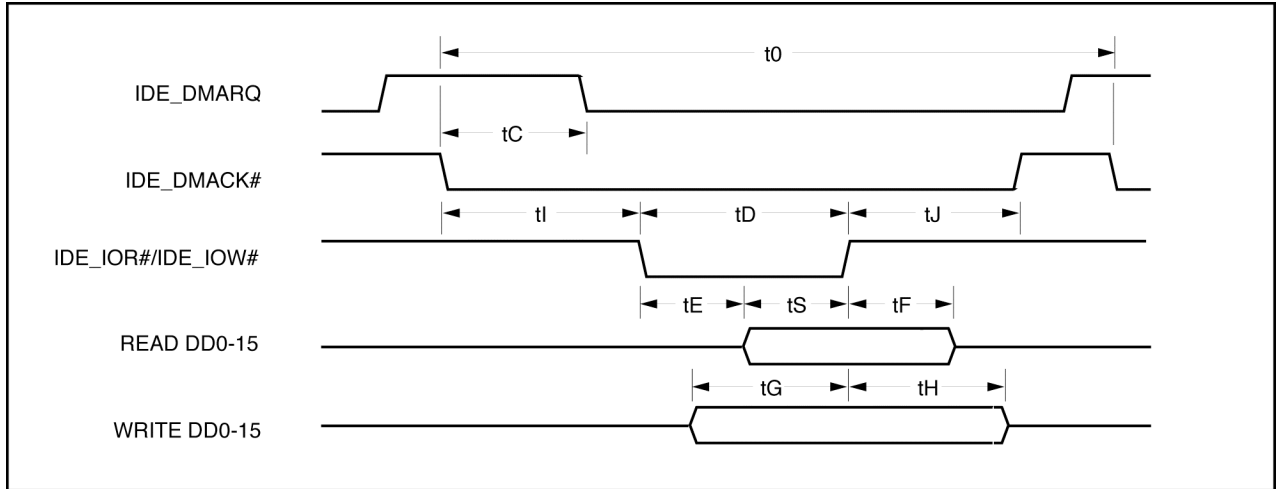 t0
IDE_DMARQ
tC
IDE_DMACK#
tI tD tJ
IDE_IOR#/IDE_IOW#
tE tS tF
READ DD0-15
tG tH
WRITE DD0-15